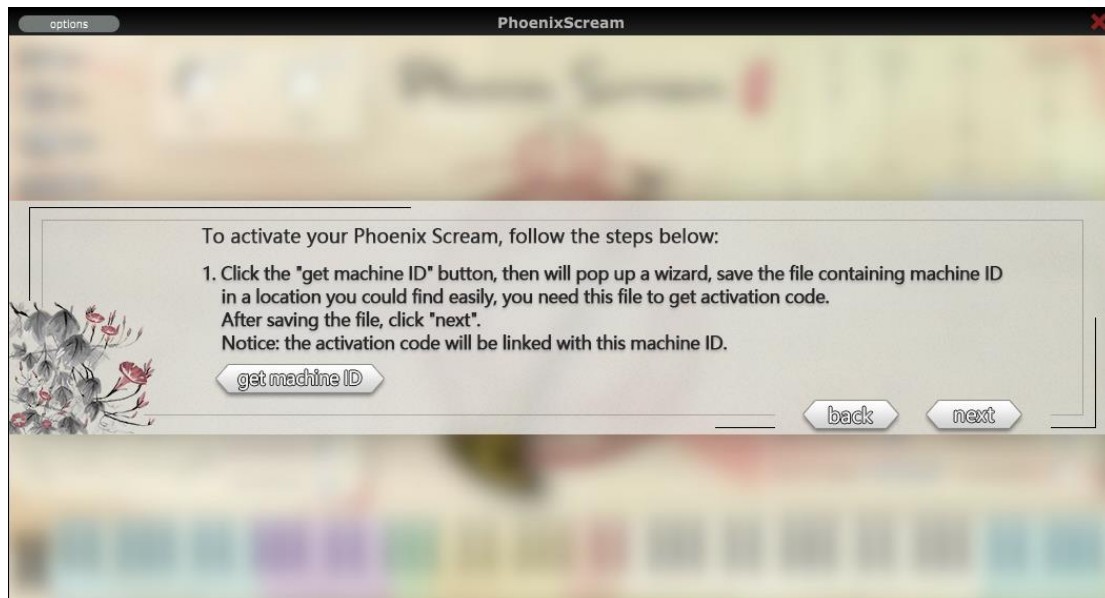 options
PhoenixScream
To activate your Phoenix Scream, follow the steps below:
1. Click the "get machine ID" button, then will pop up a wizard, save the file containing machine ID
in a location you could find easily, you need this file to get activation code.
After saving the file, click "next".
Notice: the activation code will be linked with this machine ID.
get machine ID
back
next